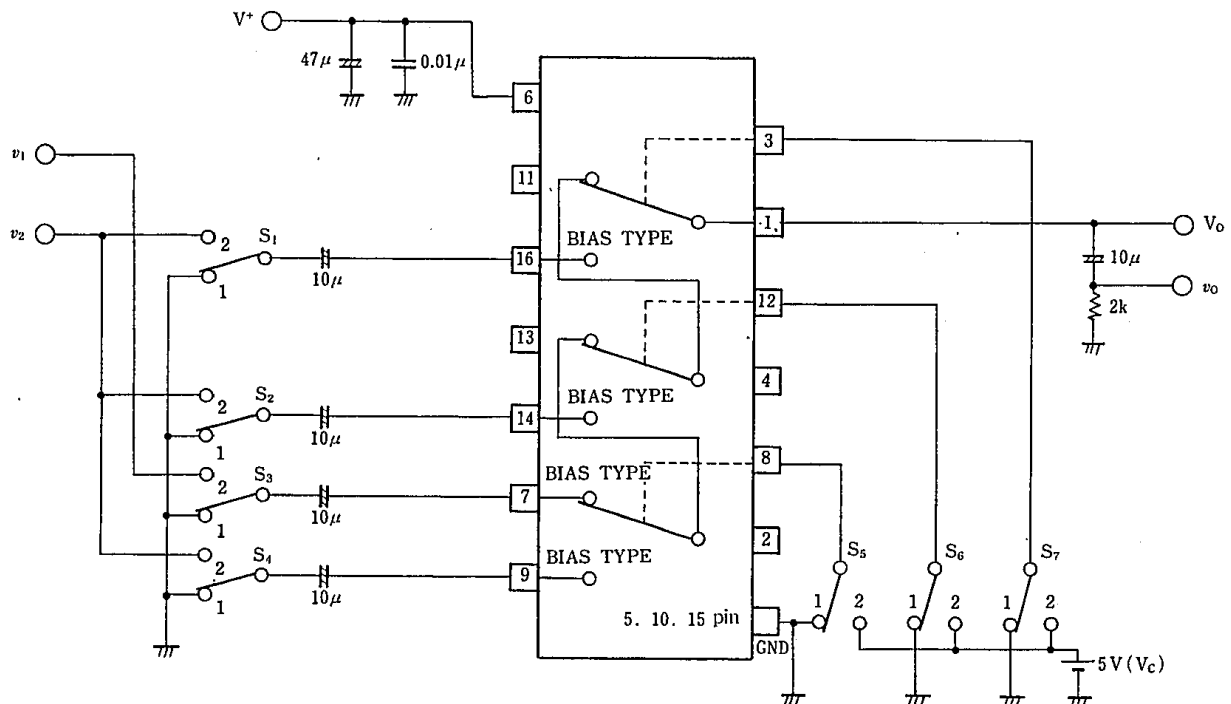 V⁺
47μ
0.01μ
6
3
v₁
11
v₂
1
V₀
2
S₁
BIAS TYPE
10μ
16
10μ
v₀
1
12
2k
13
4
2
S₂
BIAS TYPE
14
1
10μ
8
2
S₃
BIAS TYPE
7
1
10μ
2
2
S₄
BIAS TYPE
S₅
S₆
S₇
9
1
10μ
1
2
1
2
1
2
5. 10. 15 pin
GND
5V (Vc)